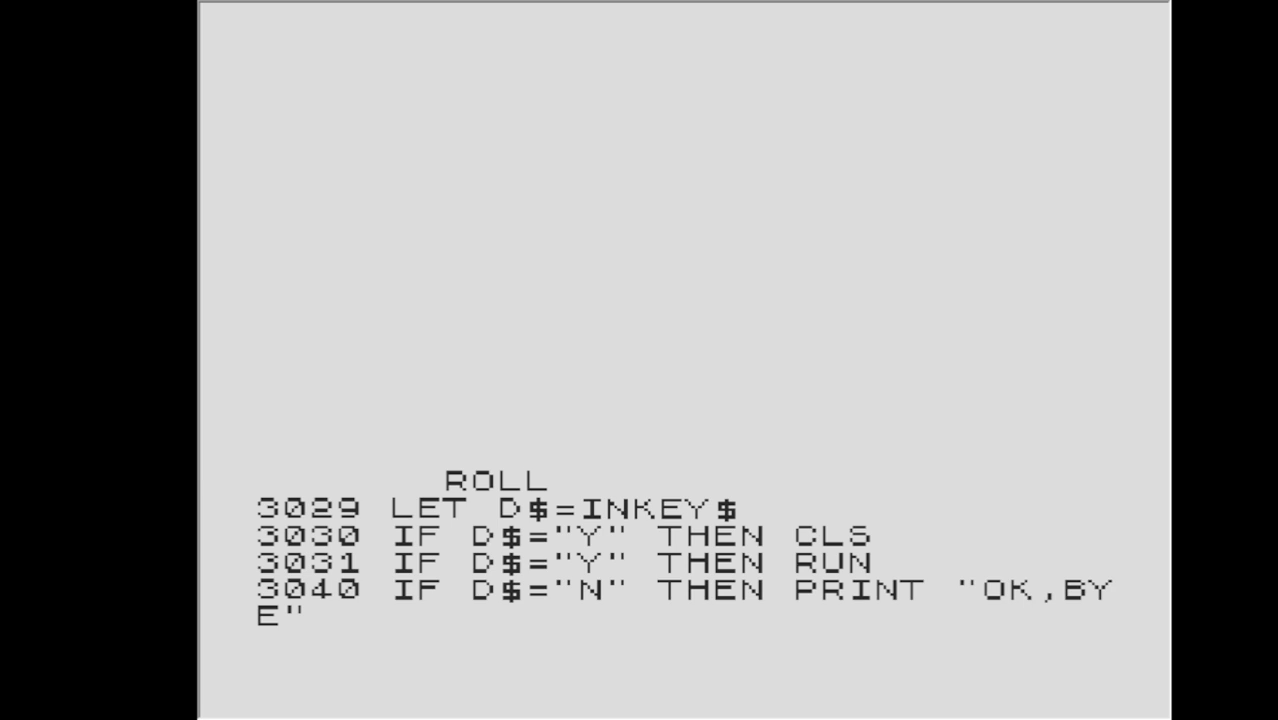 ROLL
3029 LET D$=INKEY$
3030 IF D$="Y" THEN CLS
3031 IF D$="Y" THEN RUN
3040 IF D$="N" THEN PRINT "OK,BY
E"